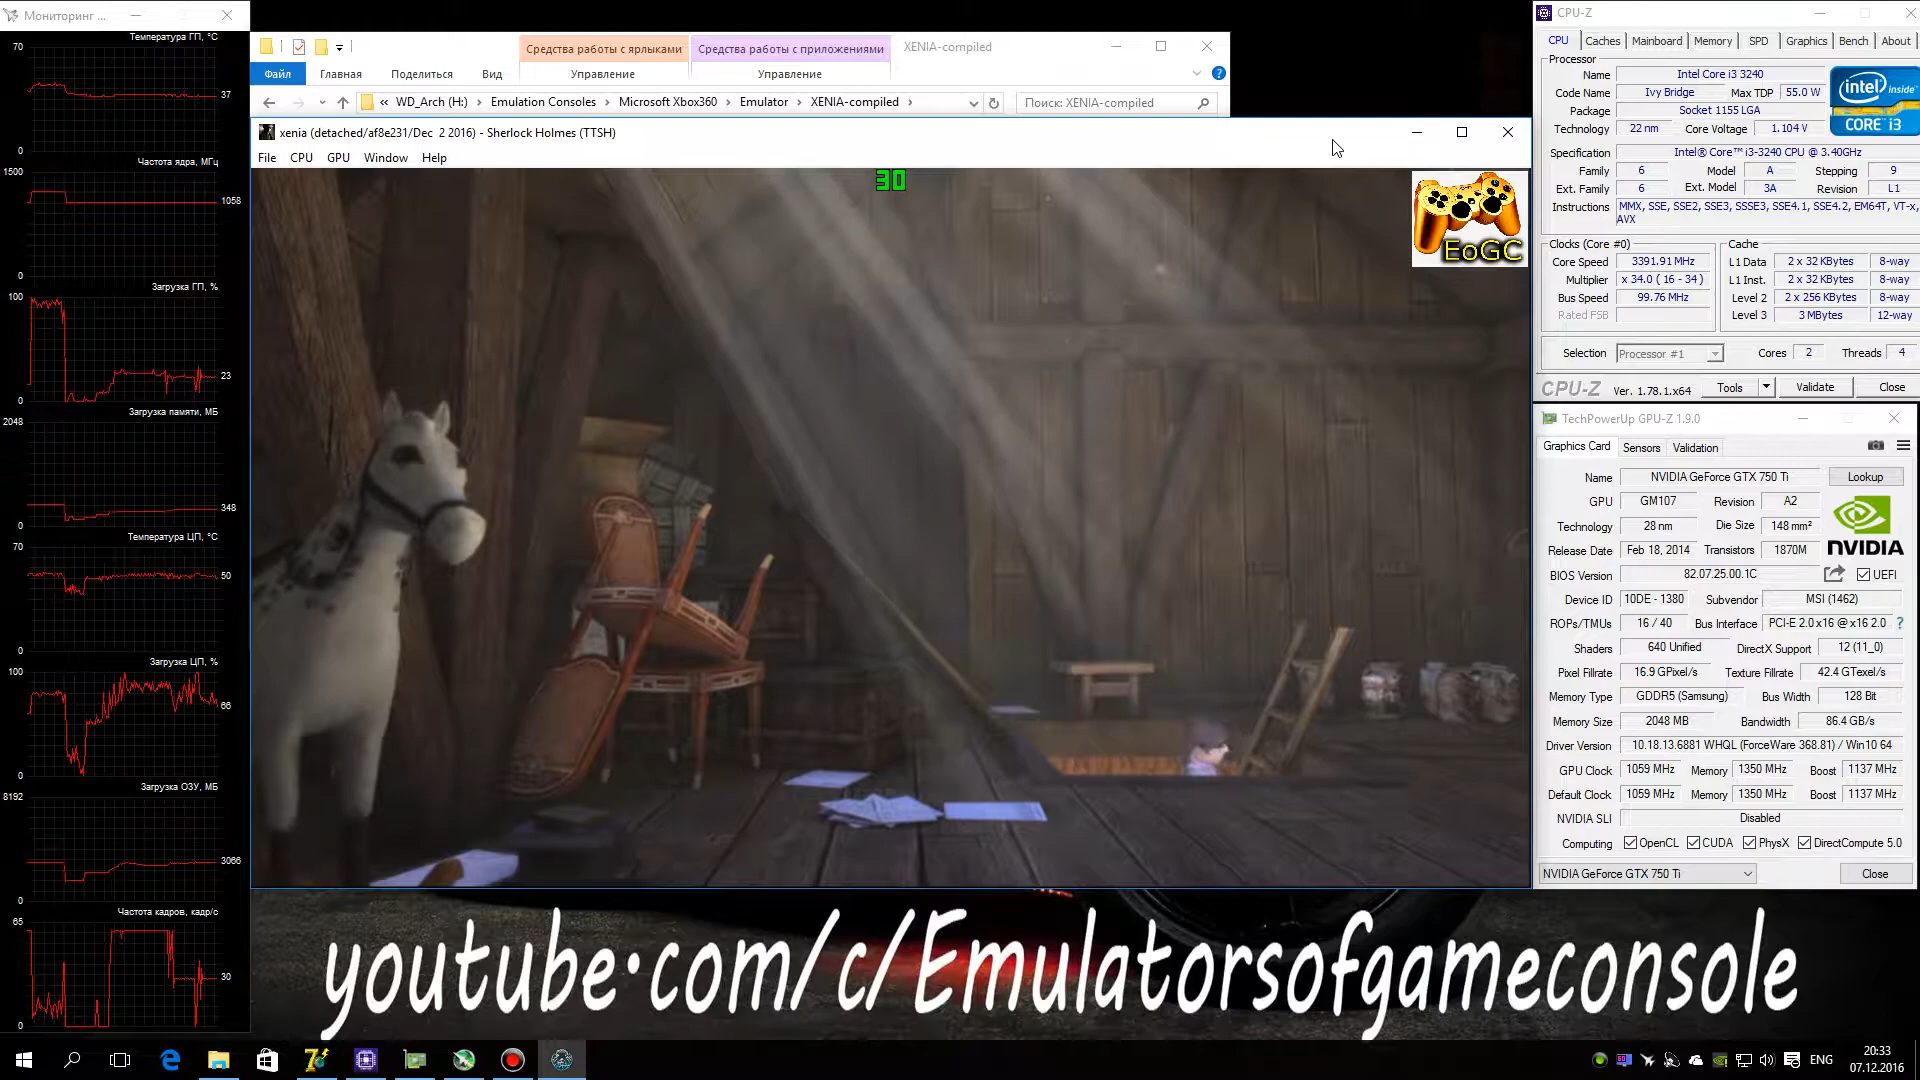 Мониторинг ...
Температура ГП, °C
70
37
0
Частота ядра, МГц
1500
1058
0
Загрузка ГП, %
100
23
0
Загрузка памяти, МБ
2048
348
0
Температура ЦП, °C
70
50
0
Загрузка ЦП, %
100
66
0
Загрузка ОЗУ, МБ
8192
3066
0
Частота кадров, кадр/с
65
30
0
Средства работы с ярлыками
Средства работы с приложениями
XENIA-compiled
Файл
Главная
Поделиться
Вид
Управление
Управление
« WD_Arch (H:) › Emulation Consoles › Microsoft Xbox360 › Emulator › XENIA-compiled ›
Поиск: XENIA-compiled
xenia (detached/af8e231/Dec 2 2016) - Sherlock Holmes (TTSH)
File CPU GPU Window Help
30
EoGC
youtube.com/c/Emulatorsofgameconsole
CPU-Z
CPU Caches Mainboard Memory SPD Graphics Bench About
Processor
Name Intel Core i3 3240
Code Name Ivy Bridge Max TDP 55.0 W
Package Socket 1155 LGA
Technology 22 nm Core Voltage 1.104 V
intel inside™
CORE i3
Specification Intel® Core™ i3-3240 CPU @ 3.40GHz
Family 6 Model A Stepping 9
Ext. Family 6 Ext. Model 3A Revision L1
Instructions MMX, SSE, SSE2, SSE3, SSSE3, SSE4.1, SSE4.2, EM64T, VT-x,
AVX
Clocks (Core #0)
Core Speed 3391.91 MHz
Multiplier x 34.0 ( 16 - 34 )
Bus Speed 99.76 MHz
Rated FSB
Cache
L1 Data 2 x 32 KBytes 8-way
L1 Inst. 2 x 32 KBytes 8-way
Level 2 2 x 256 KBytes 8-way
Level 3 3 MBytes 12-way
Selection Processor #1 Cores 2 Threads 4
CPU-Z Ver. 1.78.1.x64 Tools Validate Close
TechPowerUp GPU-Z 1.9.0
Graphics Card Sensors Validation
Name NVIDIA GeForce GTX 750 Ti Lookup
GPU GM107 Revision A2
Technology 28 nm Die Size 148 mm²
Release Date Feb 18, 2014 Transistors 1870M
NVIDIA
BIOS Version 82.07.25.00.1C UEFI
Device ID 10DE - 1380 Subvendor MSI (1462)
ROPs/TMUs 16 / 40 Bus Interface PCI-E 2.0 x16 @ x16 2.0 ?
Shaders 640 Unified DirectX Support 12 (11_0)
Pixel Fillrate 16.9 GPixel/s Texture Fillrate 42.4 GTexel/s
Memory Type GDDR5 (Samsung) Bus Width 128 Bit
Memory Size 2048 MB Bandwidth 86.4 GB/s
Driver Version 10.18.13.6881 WHQL (ForceWare 368.81) / Win10 64
GPU Clock 1059 MHz Memory 1350 MHz Boost 1137 MHz
Default Clock 1059 MHz Memory 1350 MHz Boost 1137 MHz
NVIDIA SLI Disabled
Computing OpenCL CUDA PhysX DirectCompute 5.0
NVIDIA GeForce GTX 750 Ti Close
ENG
20:33
07.12.2016